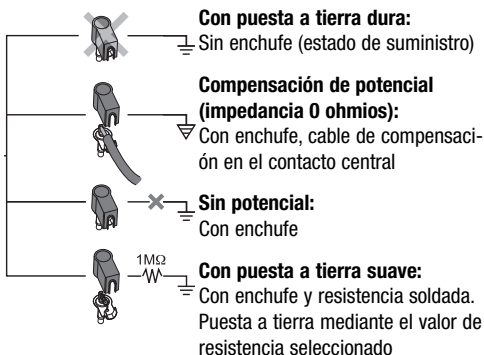 Con puesta a tierra dura:
Sin enchufe (estado de suministro)
Compensación de potencial
(impedancia 0 ohmios):
Con enchufe, cable de compensaci-
ón en el contacto central
Sin potencial:
Con enchufe
1MΩ
Con puesta a tierra suave:
Con enchufe y resistencia soldada.
Puesta a tierra mediante el valor de
resistencia seleccionado